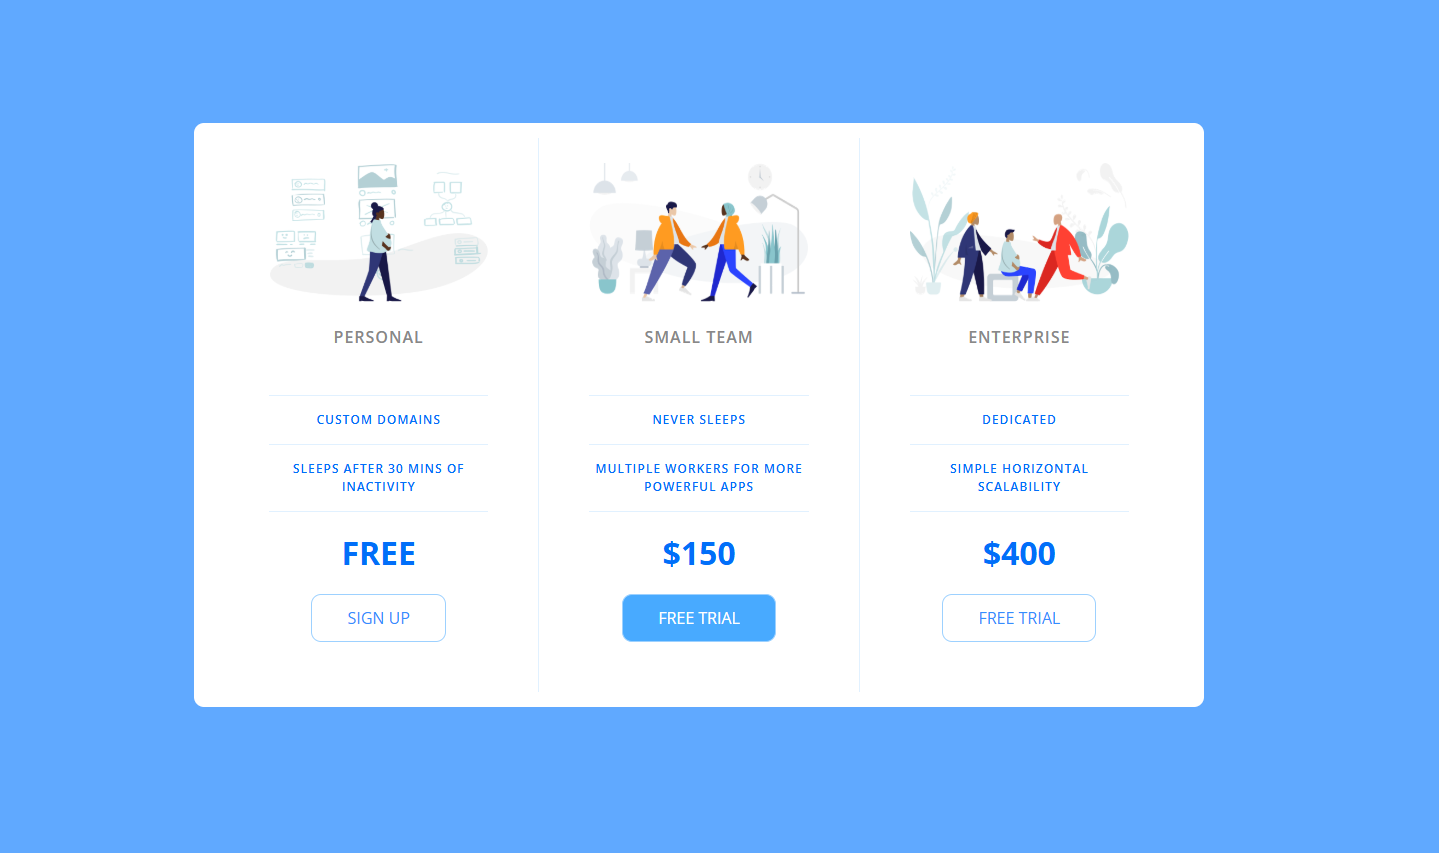 PERSONAL
CUSTOM DOMAINS
SLEEPS AFTER 30 MINS OF
INACTIVITY
FREE
SIGN UP
SMALL TEAM
NEVER SLEEPS
MULTIPLE WORKERS FOR MORE
POWERFUL APPS
$150
FREE TRIAL
ENTERPRISE
DEDICATED
SIMPLE HORIZONTAL
SCALABILITY
$400
FREE TRIAL